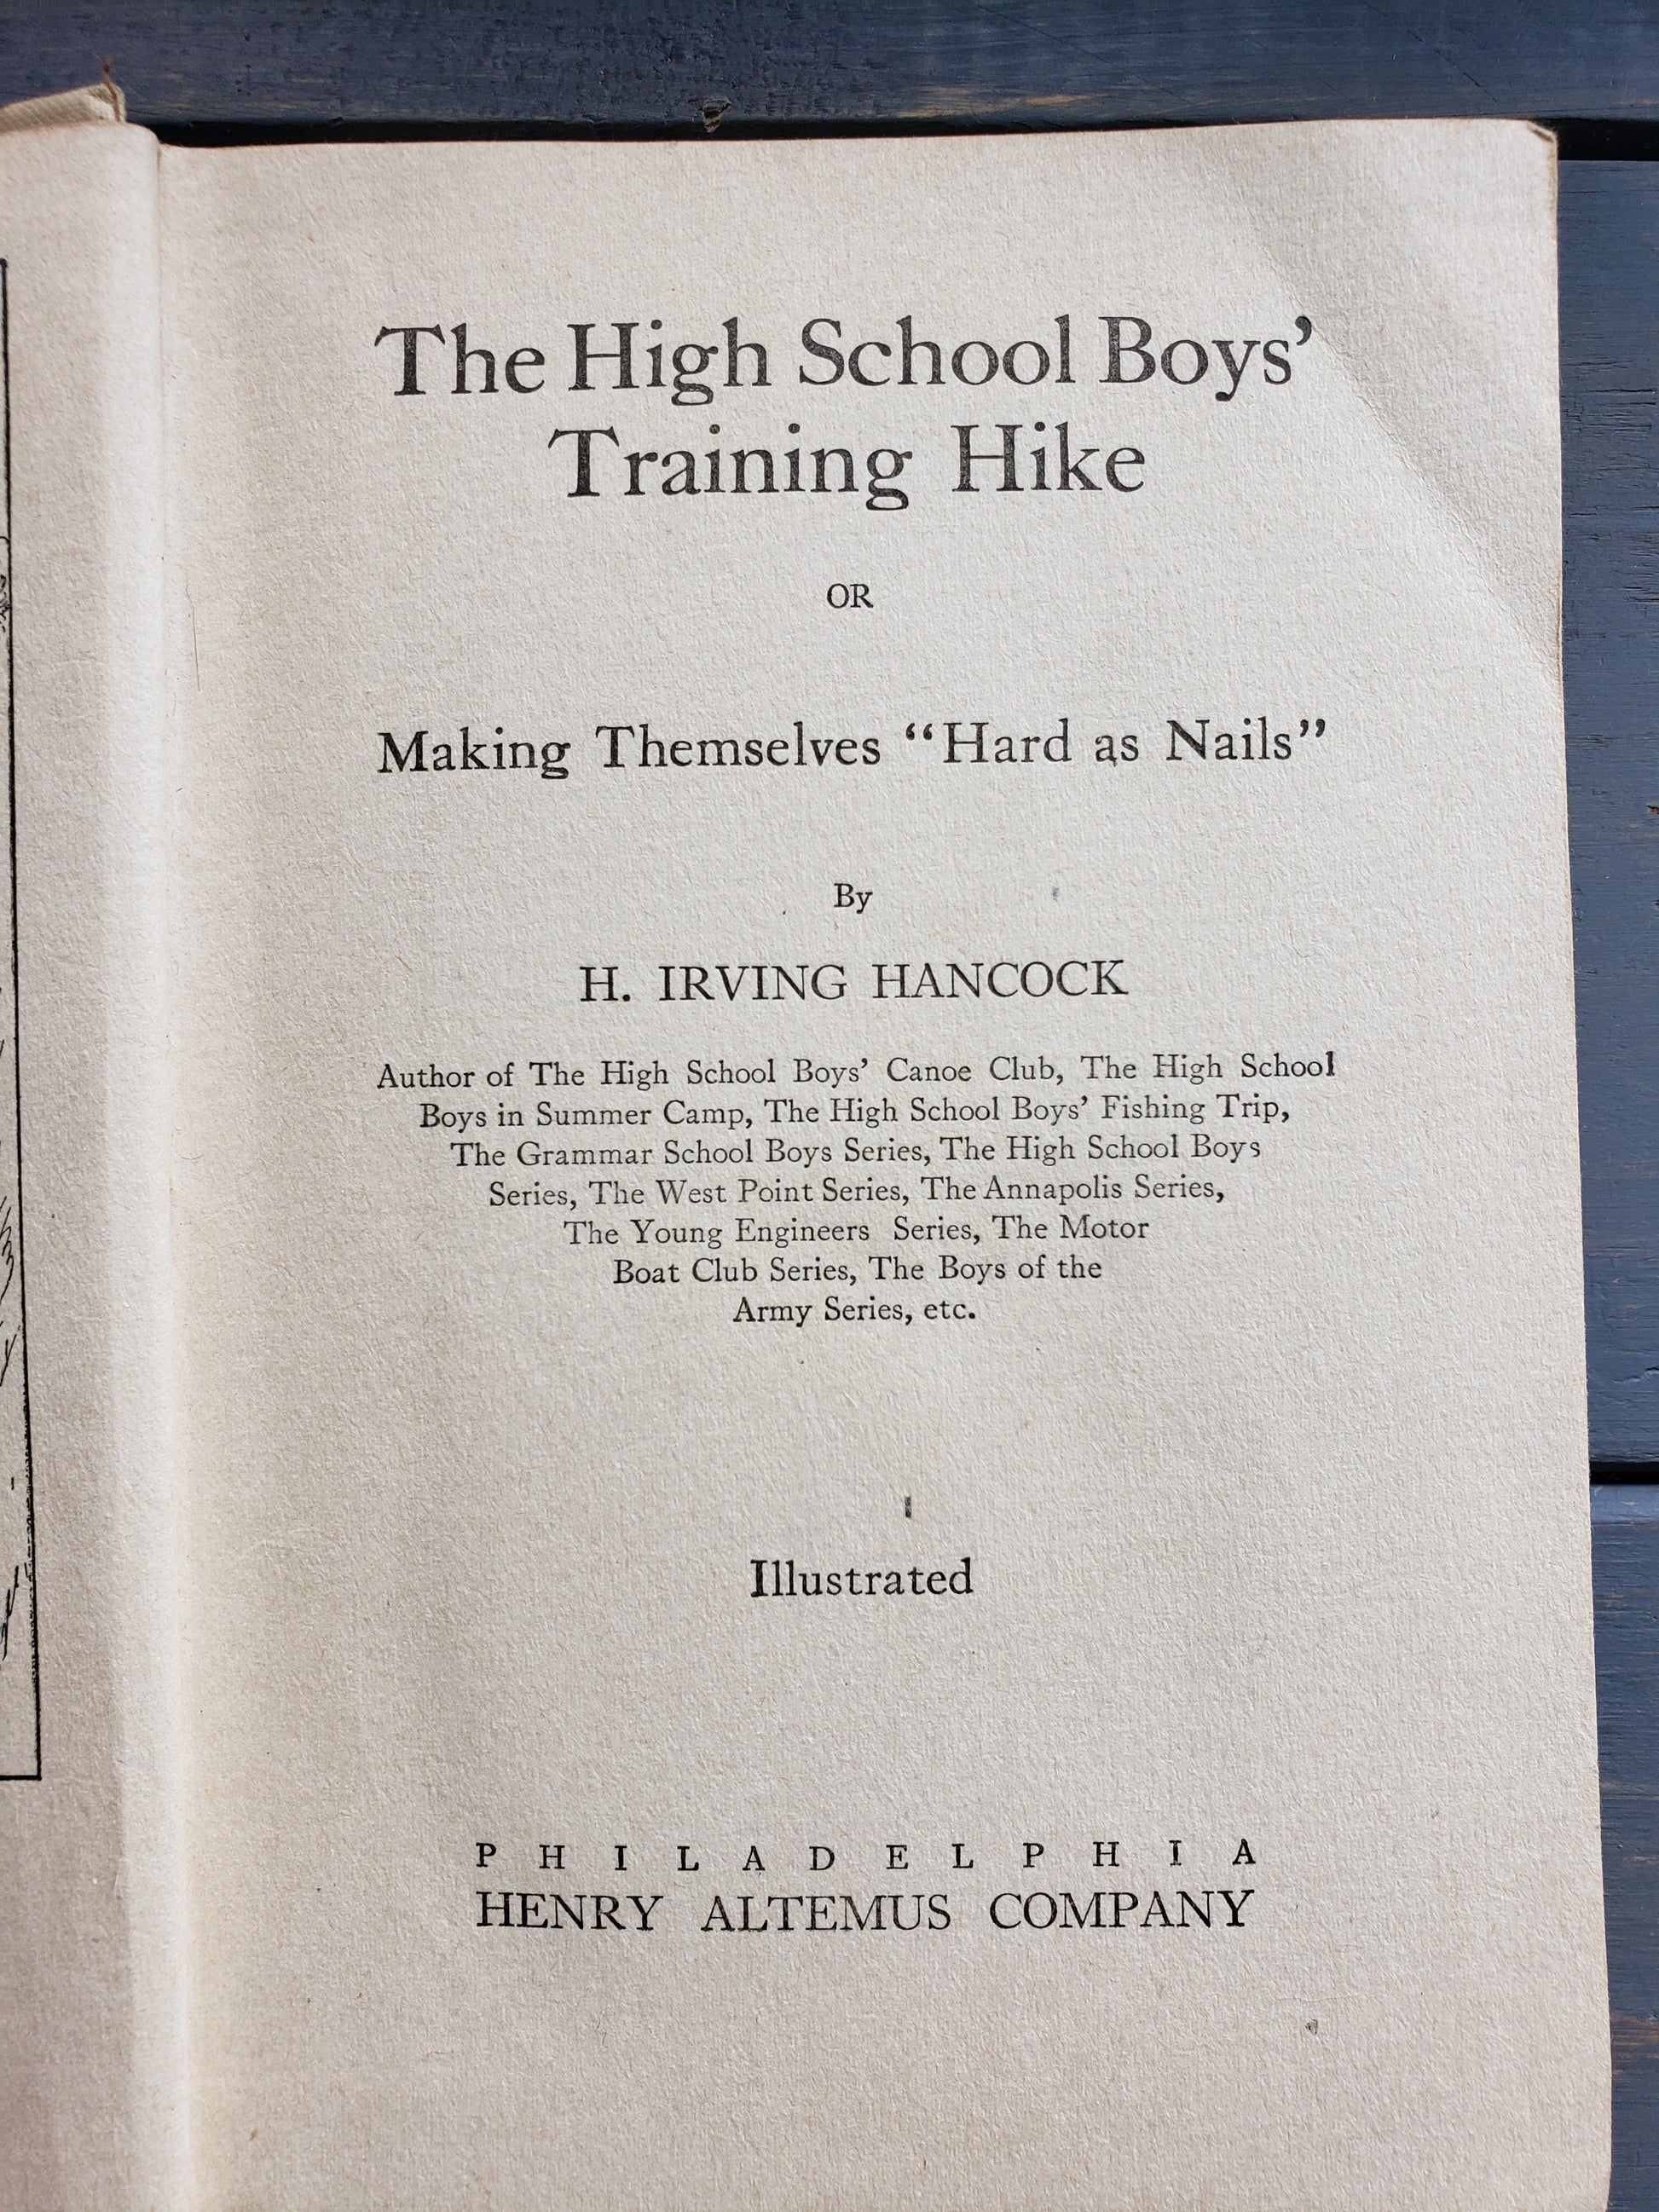 The High School Boys’
Training Hike
OR
Making Themselves “Hard as Nails”
By
H. IRVING HANCOCK
Author of The High School Boys’ Canoe Club, The High School
Boys in Summer Camp, The High School Boys’ Fishing Trip,
The Grammar School Boys Series, The High School Boys
Series, The West Point Series, The Annapolis Series,
The Young Engineers Series, The Motor
Boat Club Series, The Boys of the
Army Series, etc.
Illustrated
PHILADELPHIA
HENRY ALTEMUS COMPANY